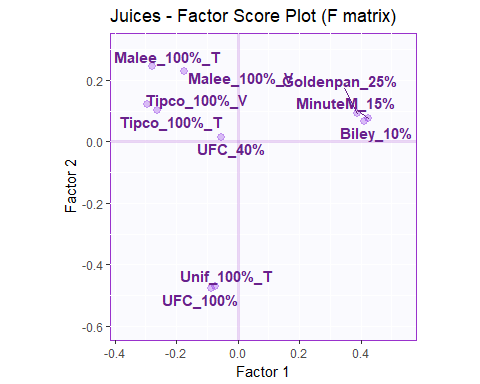 Juices - Factor Score Plot (F matrix)
Malee_100%_T
Malee_100%_V
Goldenpan_25%
Tipco_100%_V
MinuteM_15%
Tipco_100%_T
Biley_10%
UFC_40%
Unif_100%_T
UFC_100%
0.2
0.0
-0.2
-0.4
-0.6
Factor 2
-0.4
-0.2
0.0
0.2
0.4
Factor 1